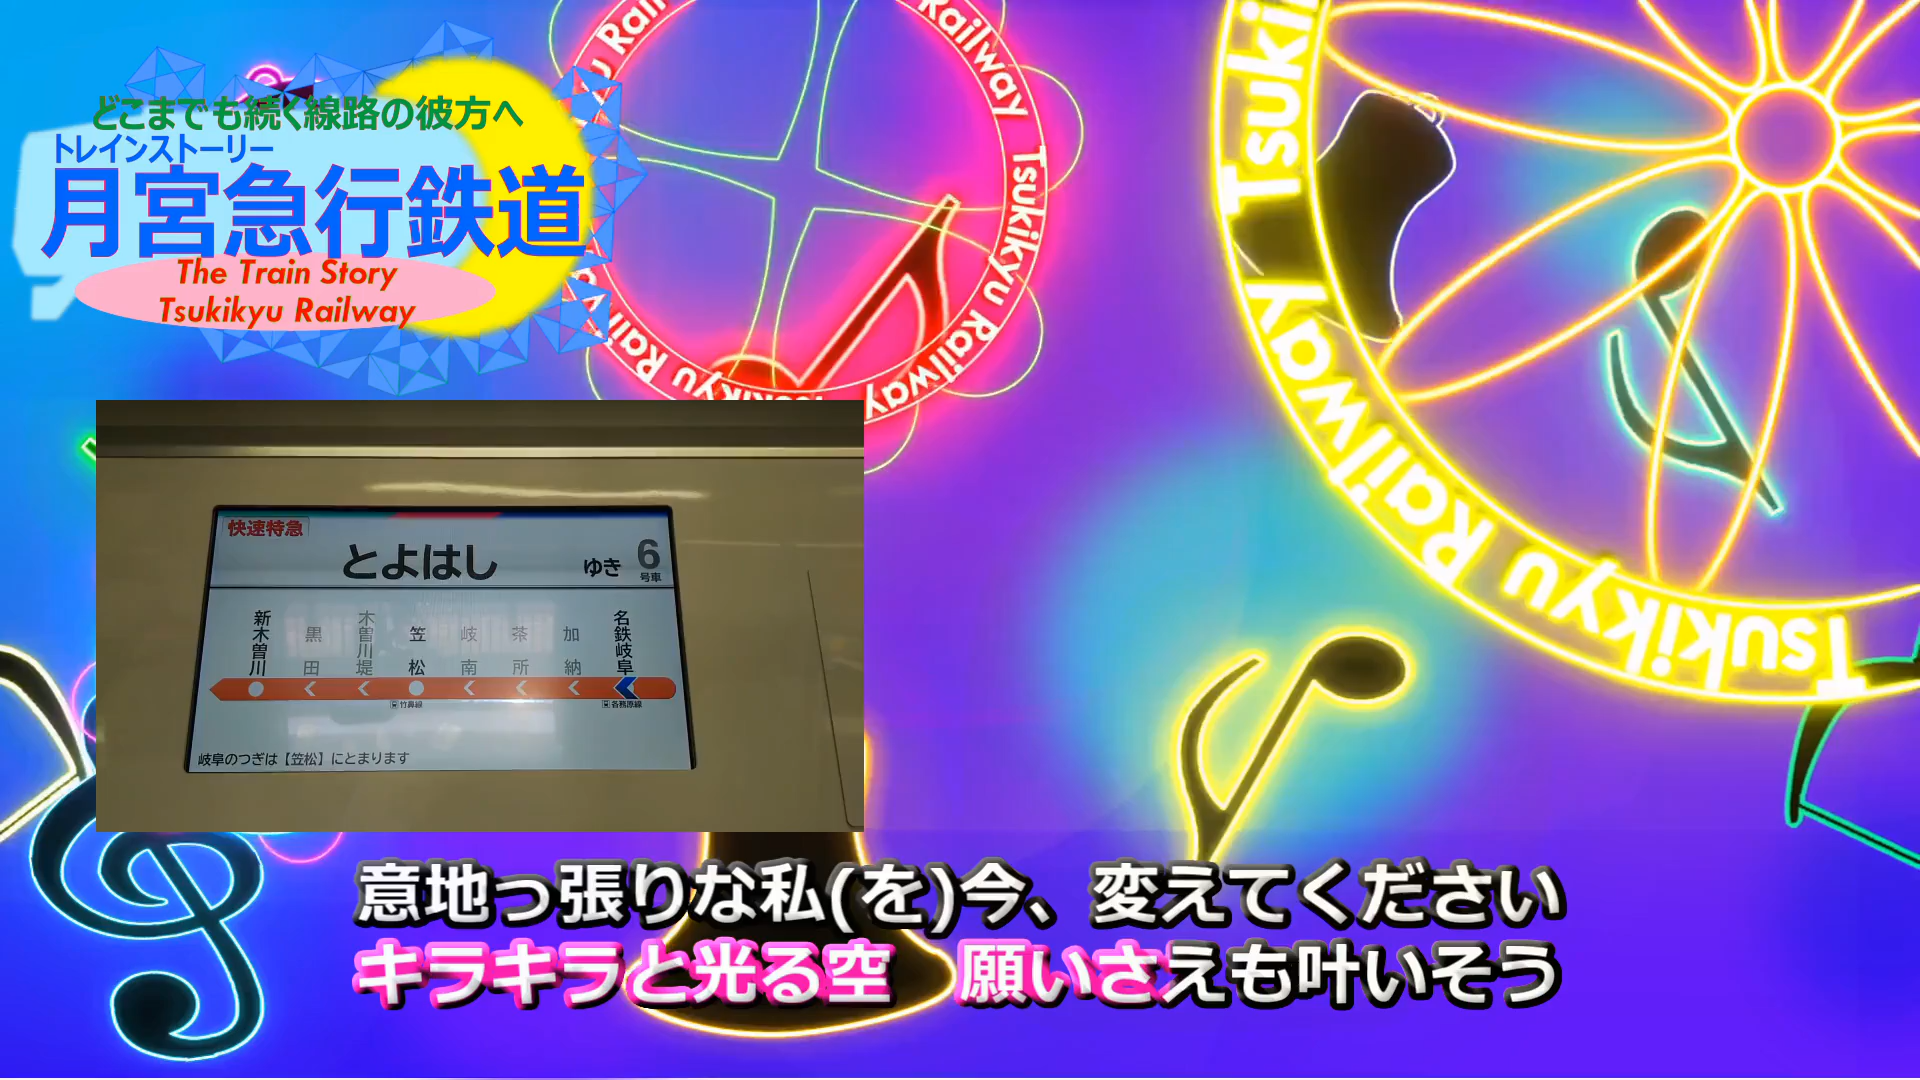 どこまでも続く線路の彼方へ
トレインストーリー
月宮急行鉄道
The Train Story
Tsukikyu Railway
Railway Tsukikyu Railway Tsukikyu Railway
Tsukikyu Railway Tsukikyu
快速特急
とよはし ゆき 6号車
新木曽川 黒田 木曽川堤 笠松 岐南 茶所 加納 名鉄岐阜
竹鼻線 各務原線
岐阜のつぎは【笠松】にとまります
意地っ張りな私(を)今、変えてください
キラキラと光る空 願いさえも叶いそう